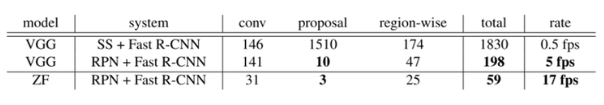 model system conv proposal region-wise total rate
VGG SS + Fast R-CNN 146 1510 174 1830 0.5 fps
VGG RPN + Fast R-CNN 141 10 47 198 5 fps
ZF RPN + Fast R-CNN 31 3 25 59 17 fps